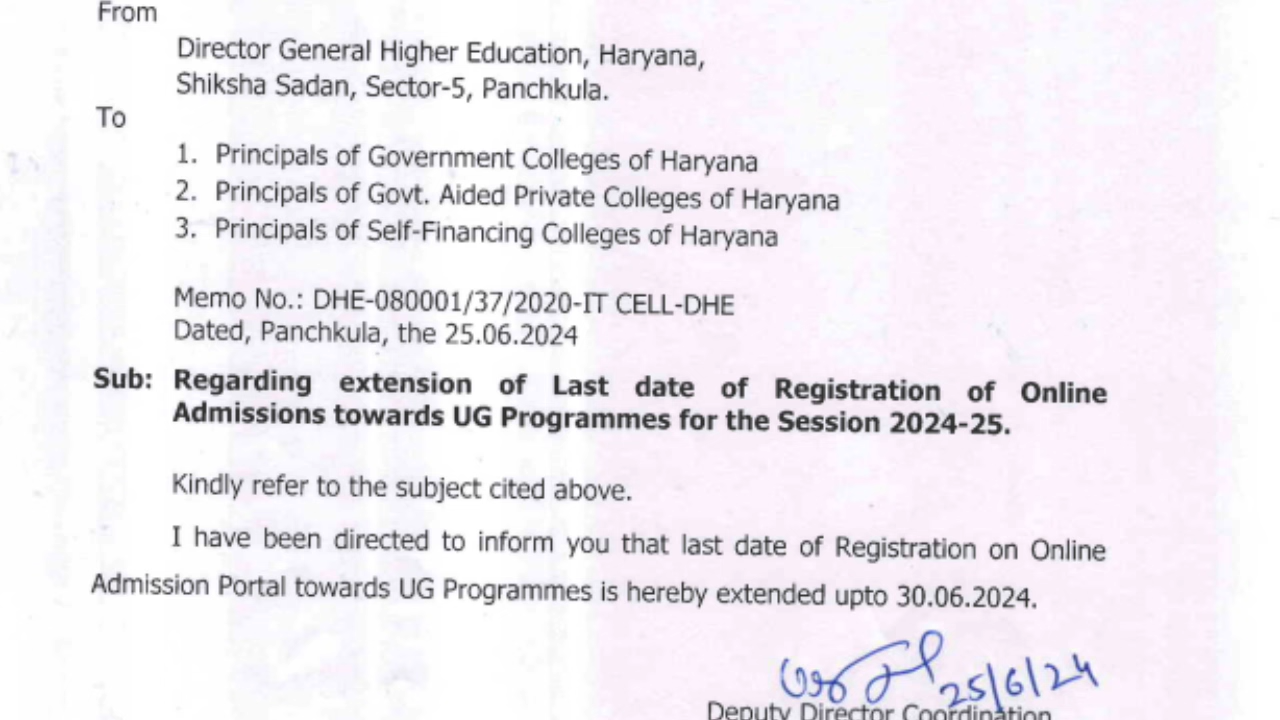 From
Director General Higher Education, Haryana,
Shiksha Sadan, Sector-5, Panchkula.
To
1. Principals of Government Colleges of Haryana
2. Principals of Govt. Aided Private Colleges of Haryana
3. Principals of Self-Financing Colleges of Haryana
Memo No.: DHE-080001/37/2020-IT CELL-DHE
Dated, Panchkula, the 25.06.2024
Sub: Regarding extension of Last date of Registration of Online
Admissions towards UG Programmes for the Session 2024-25.
Kindly refer to the subject cited above.
I have been directed to inform you that last date of Registration on Online
Admission Portal towards UG Programmes is hereby extended upto 30.06.2024.
25/6/24
Deputy Director Coordination